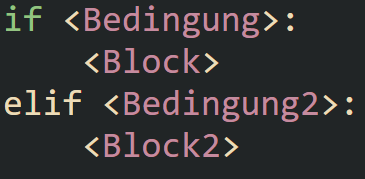 if <Bedingung>:
    <Block>
elif <Bedingung2>:
    <Block2>